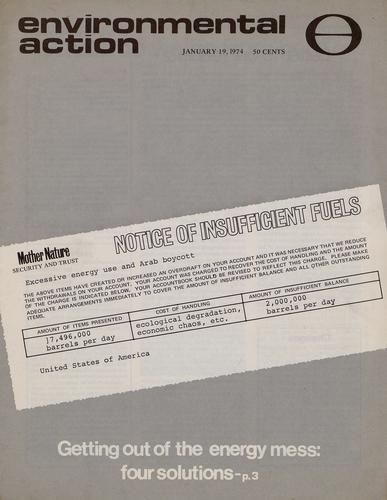 environmental
action
JANUARY 19, 1974 50 CENTS
Mother Nature
SECURITY AND TRUST
NOTICE OF INSUFFICIENT FUELS
Excessive energy use and Arab boycott
THE ABOVE ITEMS HAVE CREATED OR INCREASED AN OVERDRAFT ON YOUR ACCOUNT AND IT WAS NECESSARY THAT WE REDUCE
THE WITHDRAWALS ON YOUR ACCOUNT. YOUR ACCOUNT WAS CHARGED TO RECOVER THE COST OF HANDLING AND THE AMOUNT
OF THE CHARGE IS INDICATED BELOW. YOUR ACCOUNTBOOK SHOULD BE REVISED TO REFLECT THIS CHARGE. PLEASE MAKE
ADEQUATE ARRANGEMENTS IMMEDIATELY TO COVER THE AMOUNT OF INSUFFICIENT BALANCE AND ALL OTHER OUTSTANDING
ITEMS.
AMOUNT OF ITEMS PRESENTED
17,496,000
barrels per day
COST OF HANDLING
ecological degradation,
economic chaos, etc.
AMOUNT OF INSUFFICIENT BALANCE
2,000,000
barrels per day
United States of America
Getting out of the energy mess:
four solutions-p.3